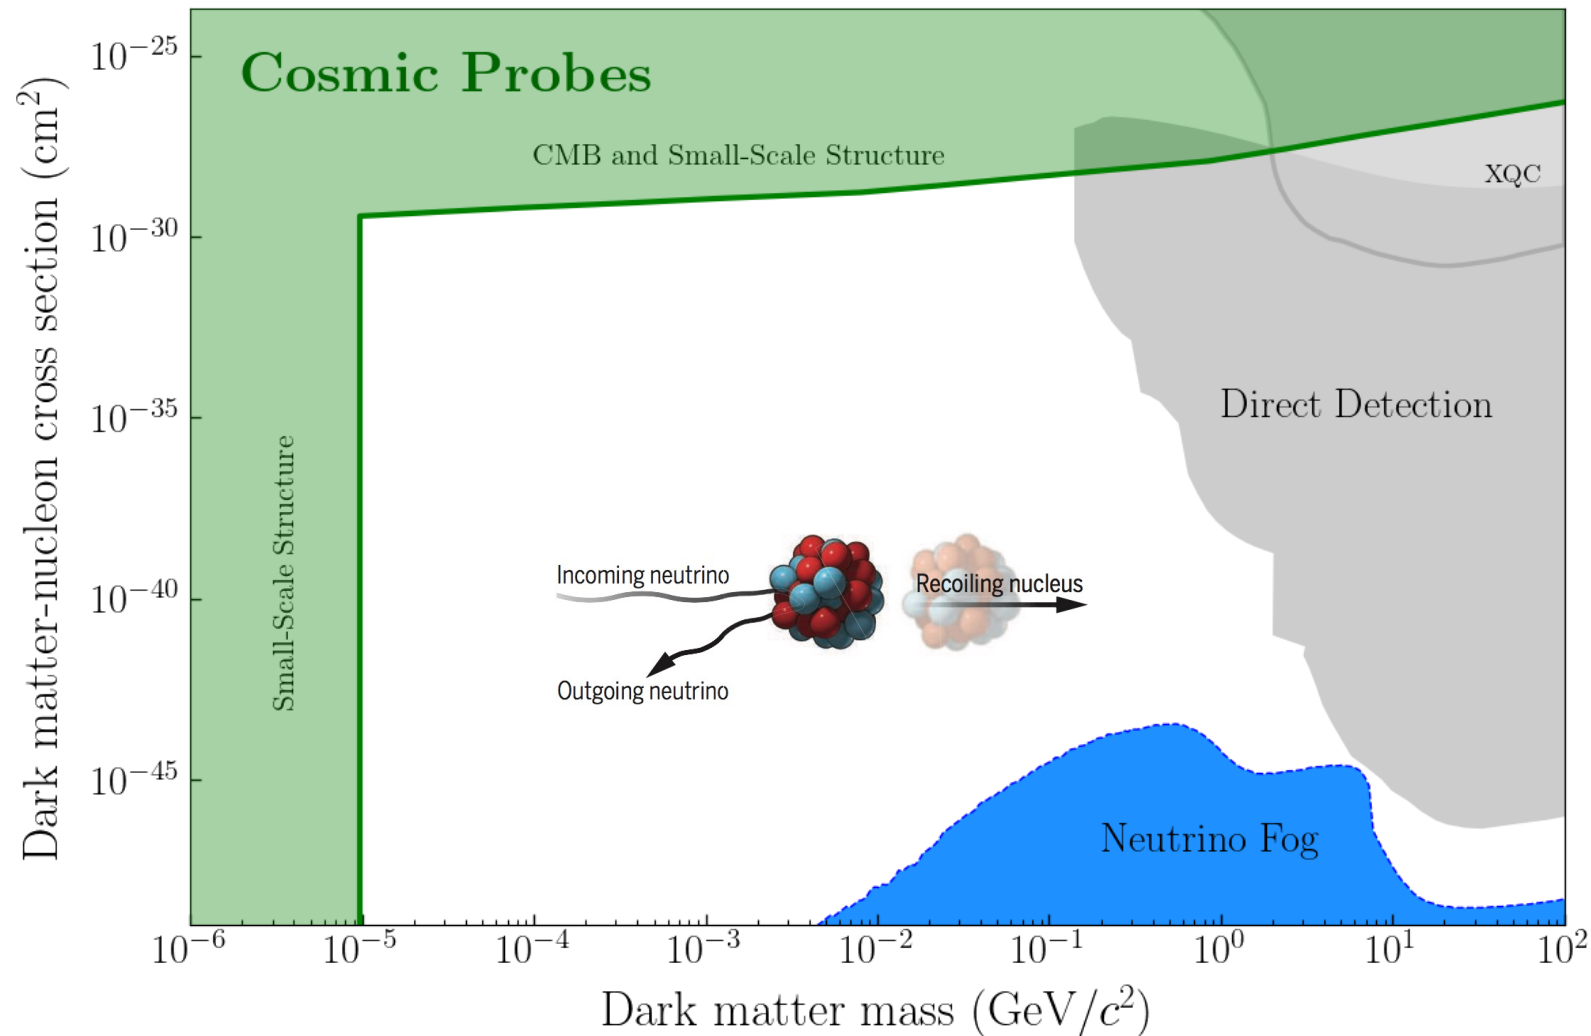 Cosmic Probes
CMB and Small-Scale Structure
XQC
Direct Detection
Small-Scale Structure
Incoming neutrino
Recoiling nucleus
Outgoing neutrino
Neutrino Fog
Dark matter-nucleon cross section (cm²)
10⁻²⁵
10⁻³⁰
10⁻³⁵
10⁻⁴⁰
10⁻⁴⁵
10⁻⁶ 10⁻⁵ 10⁻⁴ 10⁻³ 10⁻² 10⁻¹ 10⁰ 10¹ 10²
Dark matter mass (GeV/c²)